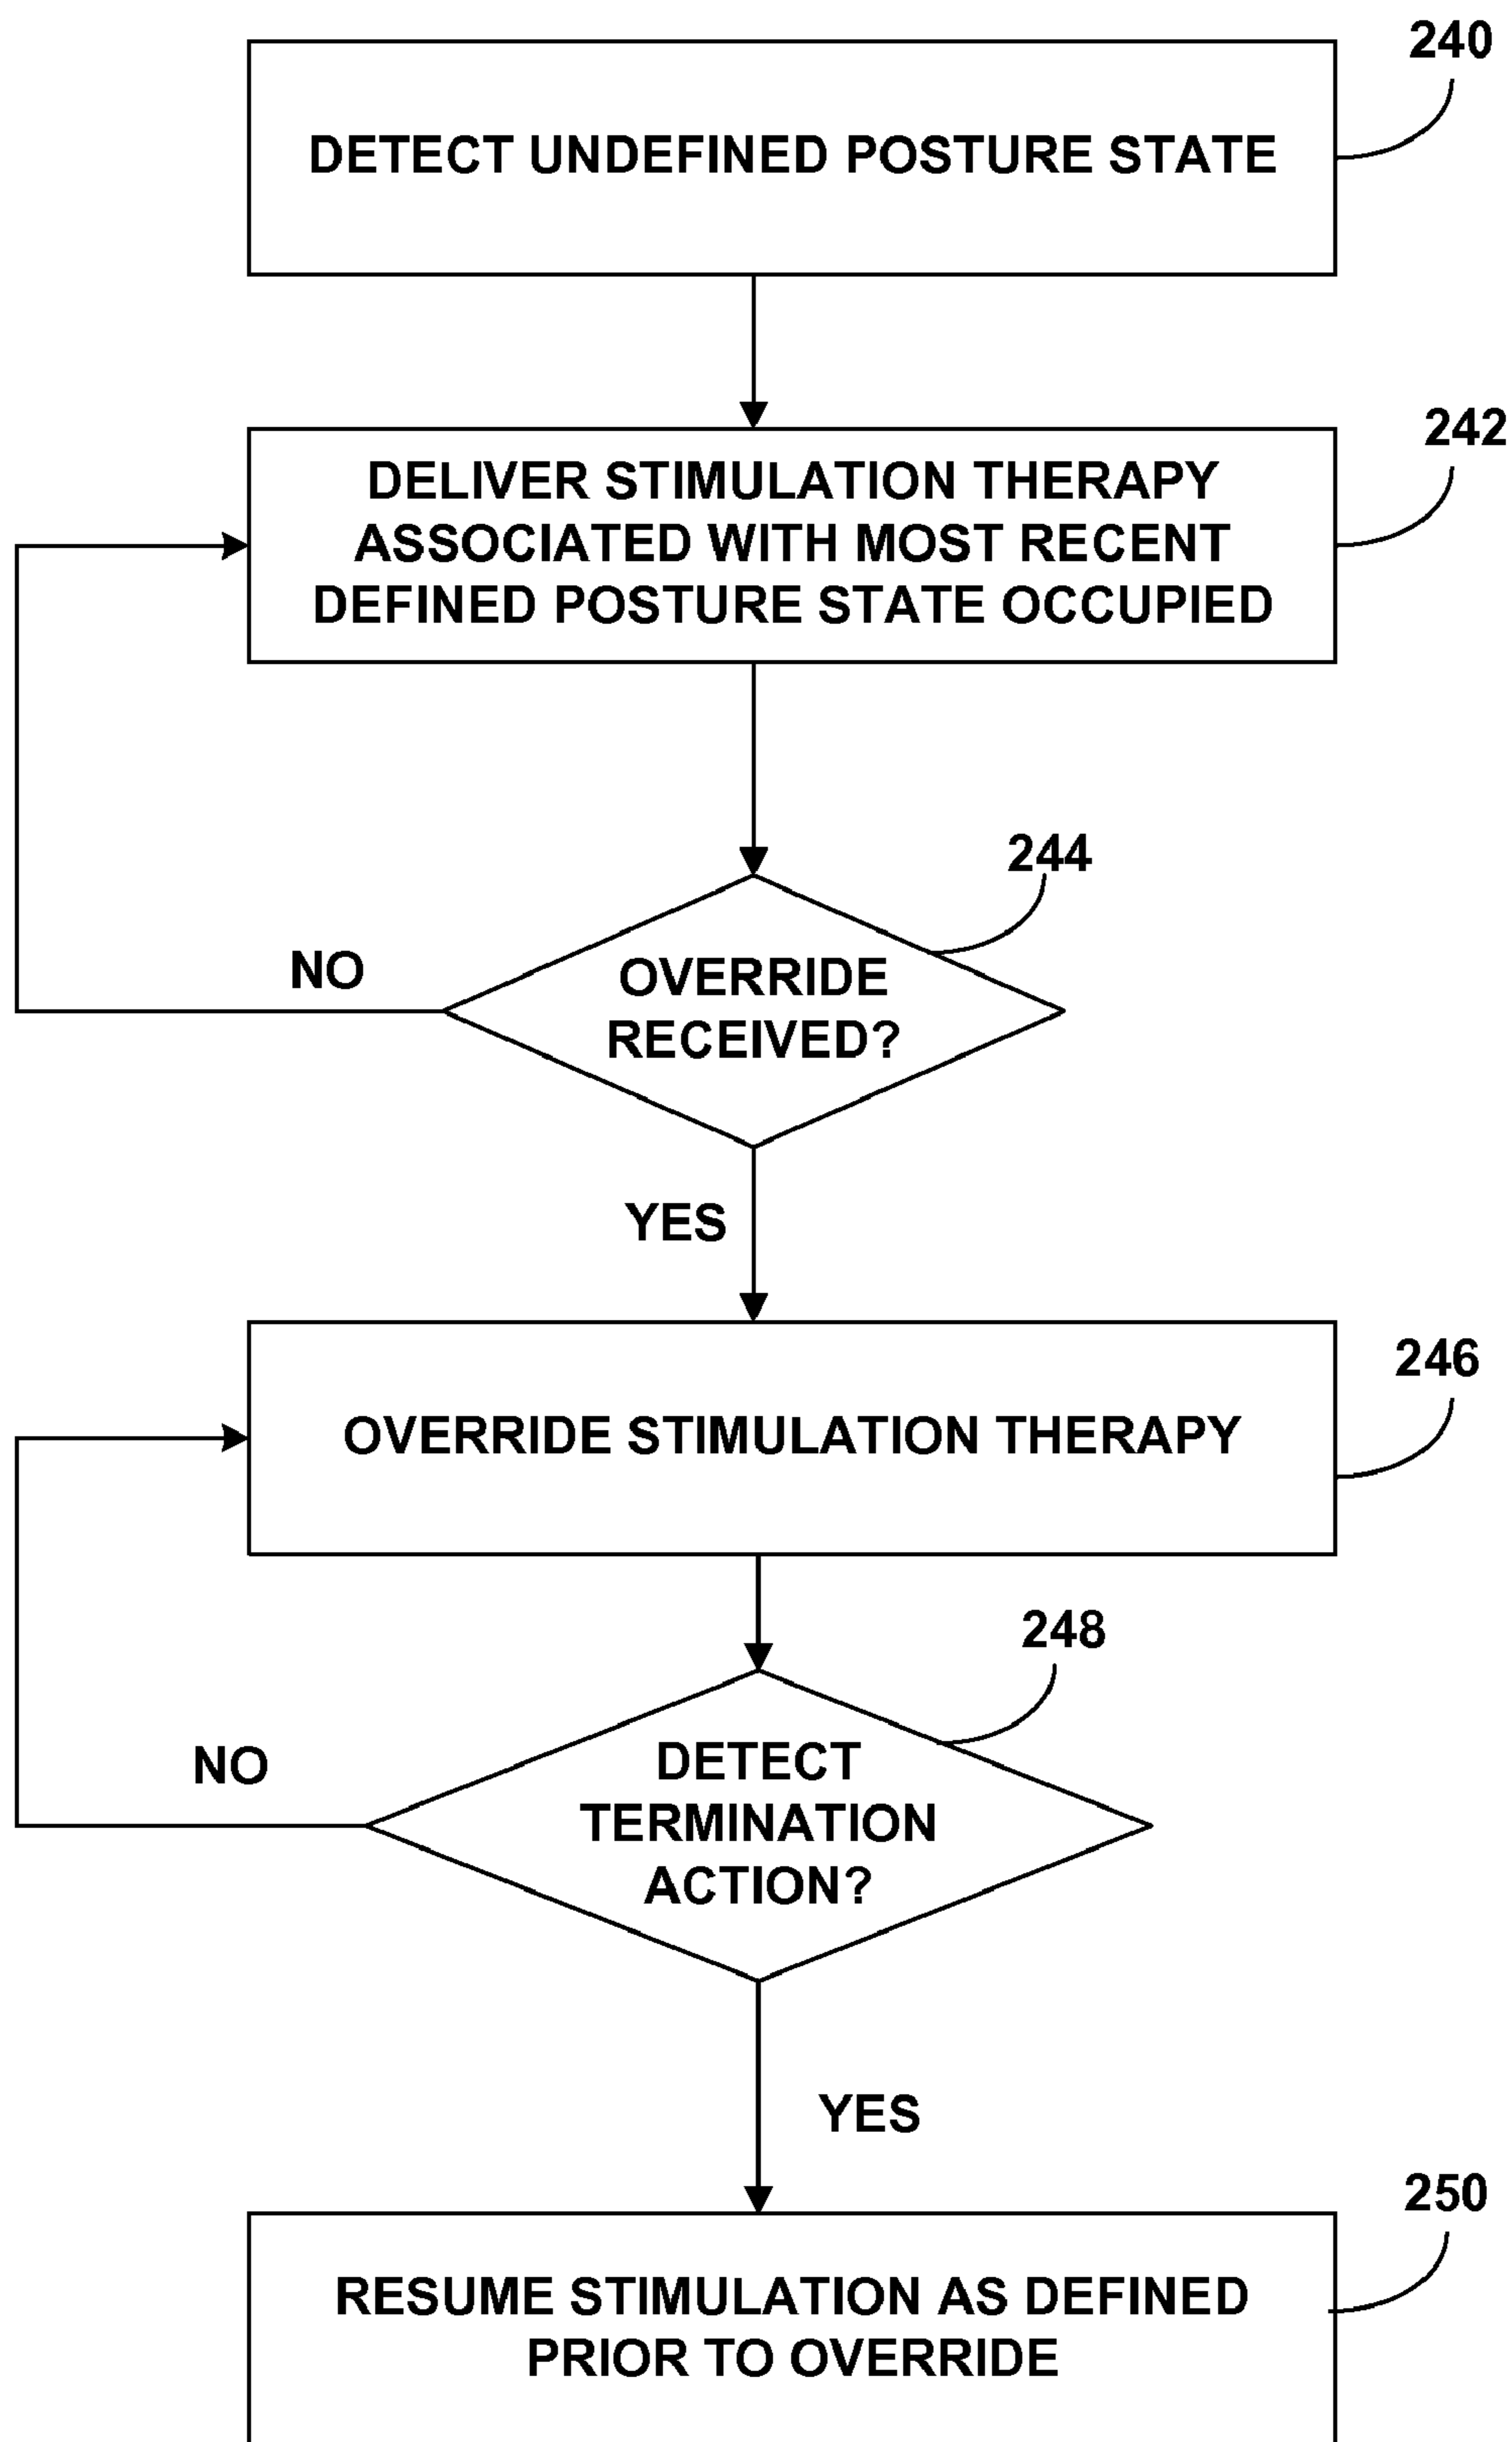 240
DETECT UNDEFINED POSTURE STATE
242
DELIVER STIMULATION THERAPY
ASSOCIATED WITH MOST RECENT
DEFINED POSTURE STATE OCCUPIED
244
NO
OVERRIDE
RECEIVED?
YES
246
OVERRIDE STIMULATION THERAPY
248
NO
DETECT
TERMINATION
ACTION?
YES
250
RESUME STIMULATION AS DEFINED
PRIOR TO OVERRIDE